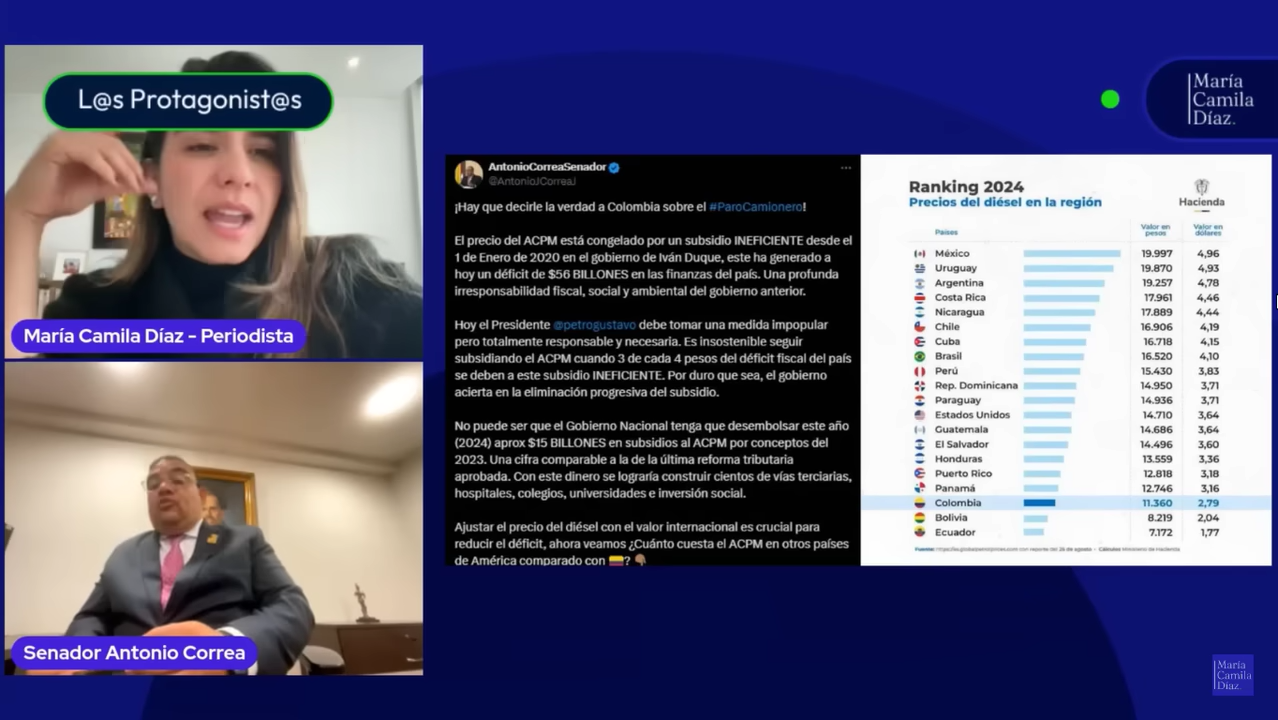 L@s Protagonist@s
María Camila Díaz - Periodista
Senador Antonio Correa
AntonioCorreaSenador
@AntonioJCorreaJ
¡Hay que decirle la verdad a Colombia sobre el #ParoCamionero!
El precio del ACPM está congelado por un subsidio INEFICIENTE desde el
1 de Enero de 2020 en el gobierno de Iván Duque, este ha generado a
hoy un déficit de $56 BILLONES en las finanzas del país. Una profunda
irresponsabilidad fiscal, social y ambiental del gobierno anterior.
Hoy el Presidente @petrogustavo debe tomar una medida impopular
pero totalmente responsable y necesaria. Es insostenible seguir
subsidiando el ACPM cuando 3 de cada 4 pesos del déficit fiscal del país
se deben a este subsidio INEFICIENTE. Por duro que sea, el gobierno
acierta en la eliminación progresiva del subsidio.
No puede ser que el Gobierno Nacional tenga que desembolsar este año
(2024) aprox $15 BILLONES en subsidios al ACPM por conceptos del
2023. Una cifra comparable a la de la última reforma tributaria
aprobada. Con este dinero se lograría construir cientos de vías terciarias,
hospitales, colegios, universidades e inversión social.
Ajustar el precio del diésel con el valor internacional es crucial para
reducir el déficit, ahora veamos ¿Cuánto cuesta el ACPM en otros países
de América comparado con 🇨🇴? 👇🏽
Ranking 2024
Precios del diésel en la región
Hacienda
Países Valor en pesos Valor en dólares
México 19.997 4,96
Uruguay 19.870 4,93
Argentina 19.257 4,78
Costa Rica 17.961 4,46
Nicaragua 17.889 4,44
Chile 16.906 4,19
Cuba 16.718 4,15
Brasil 16.520 4,10
Perú 15.430 3,83
Rep. Dominicana 14.950 3,71
Paraguay 14.936 3,71
Estados Unidos 14.710 3,64
Guatemala 14.686 3,64
El Salvador 14.496 3,60
Honduras 13.559 3,36
Puerto Rico 12.818 3,18
Panamá 12.746 3,16
Colombia 11.360 2,79
Bolivia 8.219 2,04
Ecuador 7.172 1,77
María
Camila
Díaz.
María
Camila
Díaz.